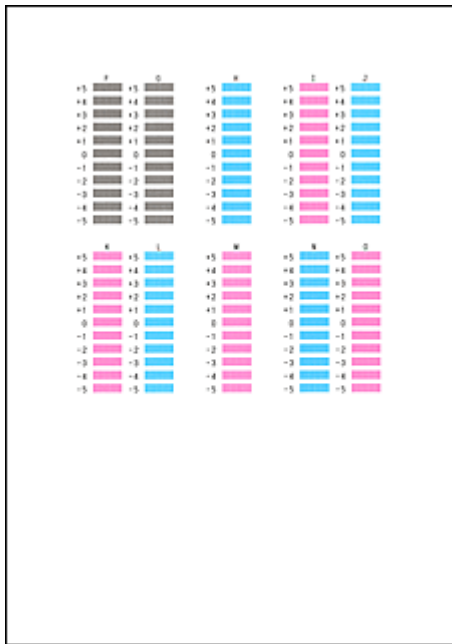 F G H I J
+5 +5 +5 +5 +5
+4 +4 +4 +4 +4
+3 +3 +3 +3 +3
+2 +2 +2 +2 +2
+1 +1 +1 +1 +1
0 0 0 0 0
-1 -1 -1 -1 -1
-2 -2 -2 -2 -2
-3 -3 -3 -3 -3
-4 -4 -4 -4 -4
-5 -5 -5 -5 -5
K L M N O
+5 +5 +5 +5 +5
+4 +4 +4 +4 +4
+3 +3 +3 +3 +3
+2 +2 +2 +2 +2
+1 +1 +1 +1 +1
0 0 0 0 0
-1 -1 -1 -1 -1
-2 -2 -2 -2 -2
-3 -3 -3 -3 -3
-4 -4 -4 -4 -4
-5 -5 -5 -5 -5